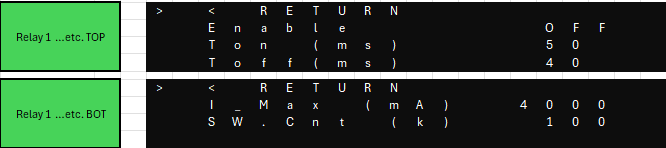 Relay 1 ...etc. TOP
> < RETURN
Enable OFF
Ton (ms) 50
Toff(ms) 40
Relay 1 ...etc. BOT
> < RETURN
I_Max (mA) 4000
SW.Cnt (k) 100